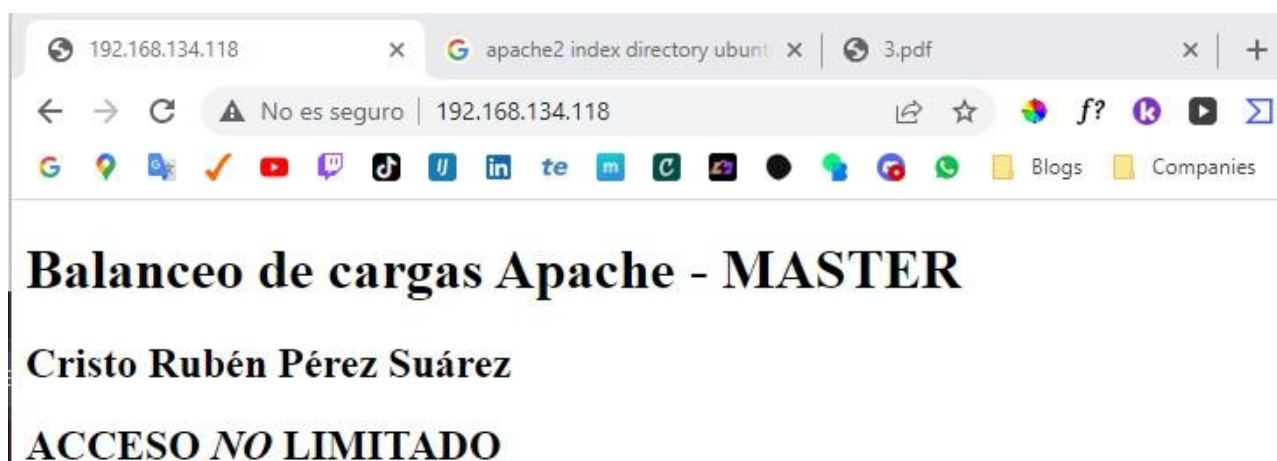 192.168.134.118
apache2 index directory ubunt
3.pdf
No es seguro | 192.168.134.118
f?
Blogs
Companies
Balanceo de cargas Apache - MASTER
Cristo Rubén Pérez Suárez
ACCESO NO LIMITADO